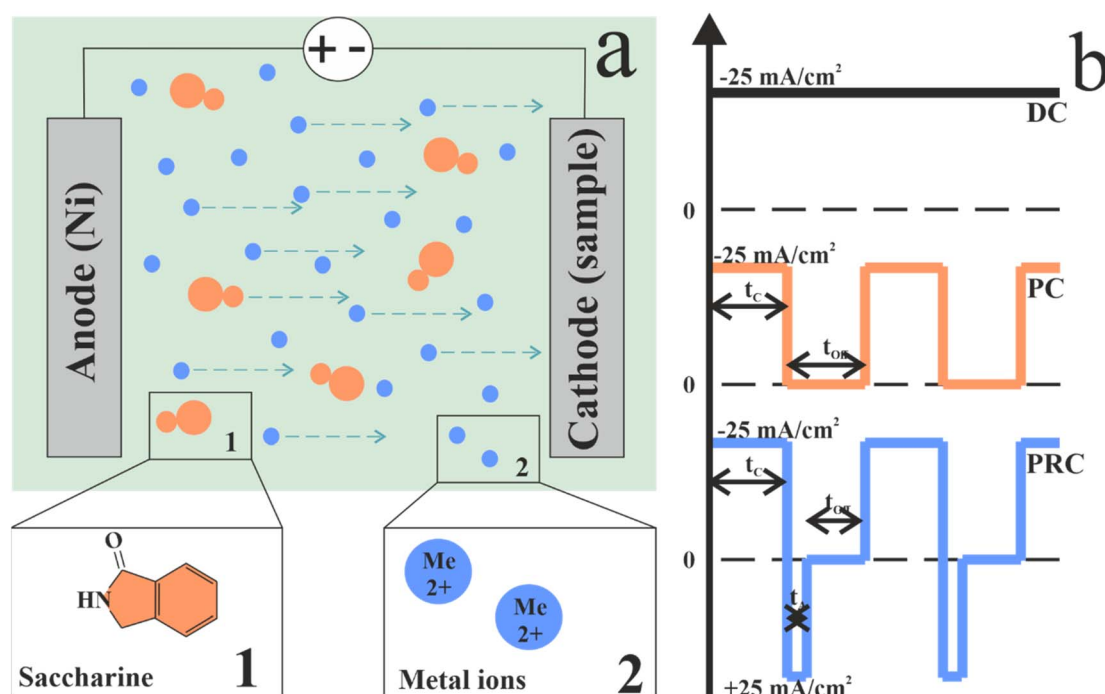 + -
a
Anode (Ni)
Cathode (sample)
1
2
O
HN
Saccharine
1
Me
2+
Me
2+
Metal ions
2
b
-25 mA/cm²
DC
0
-25 mA/cm²
PC
t_C
t_Off
0
-25 mA/cm²
PRC
t_C
t_Off
0
+25 mA/cm²